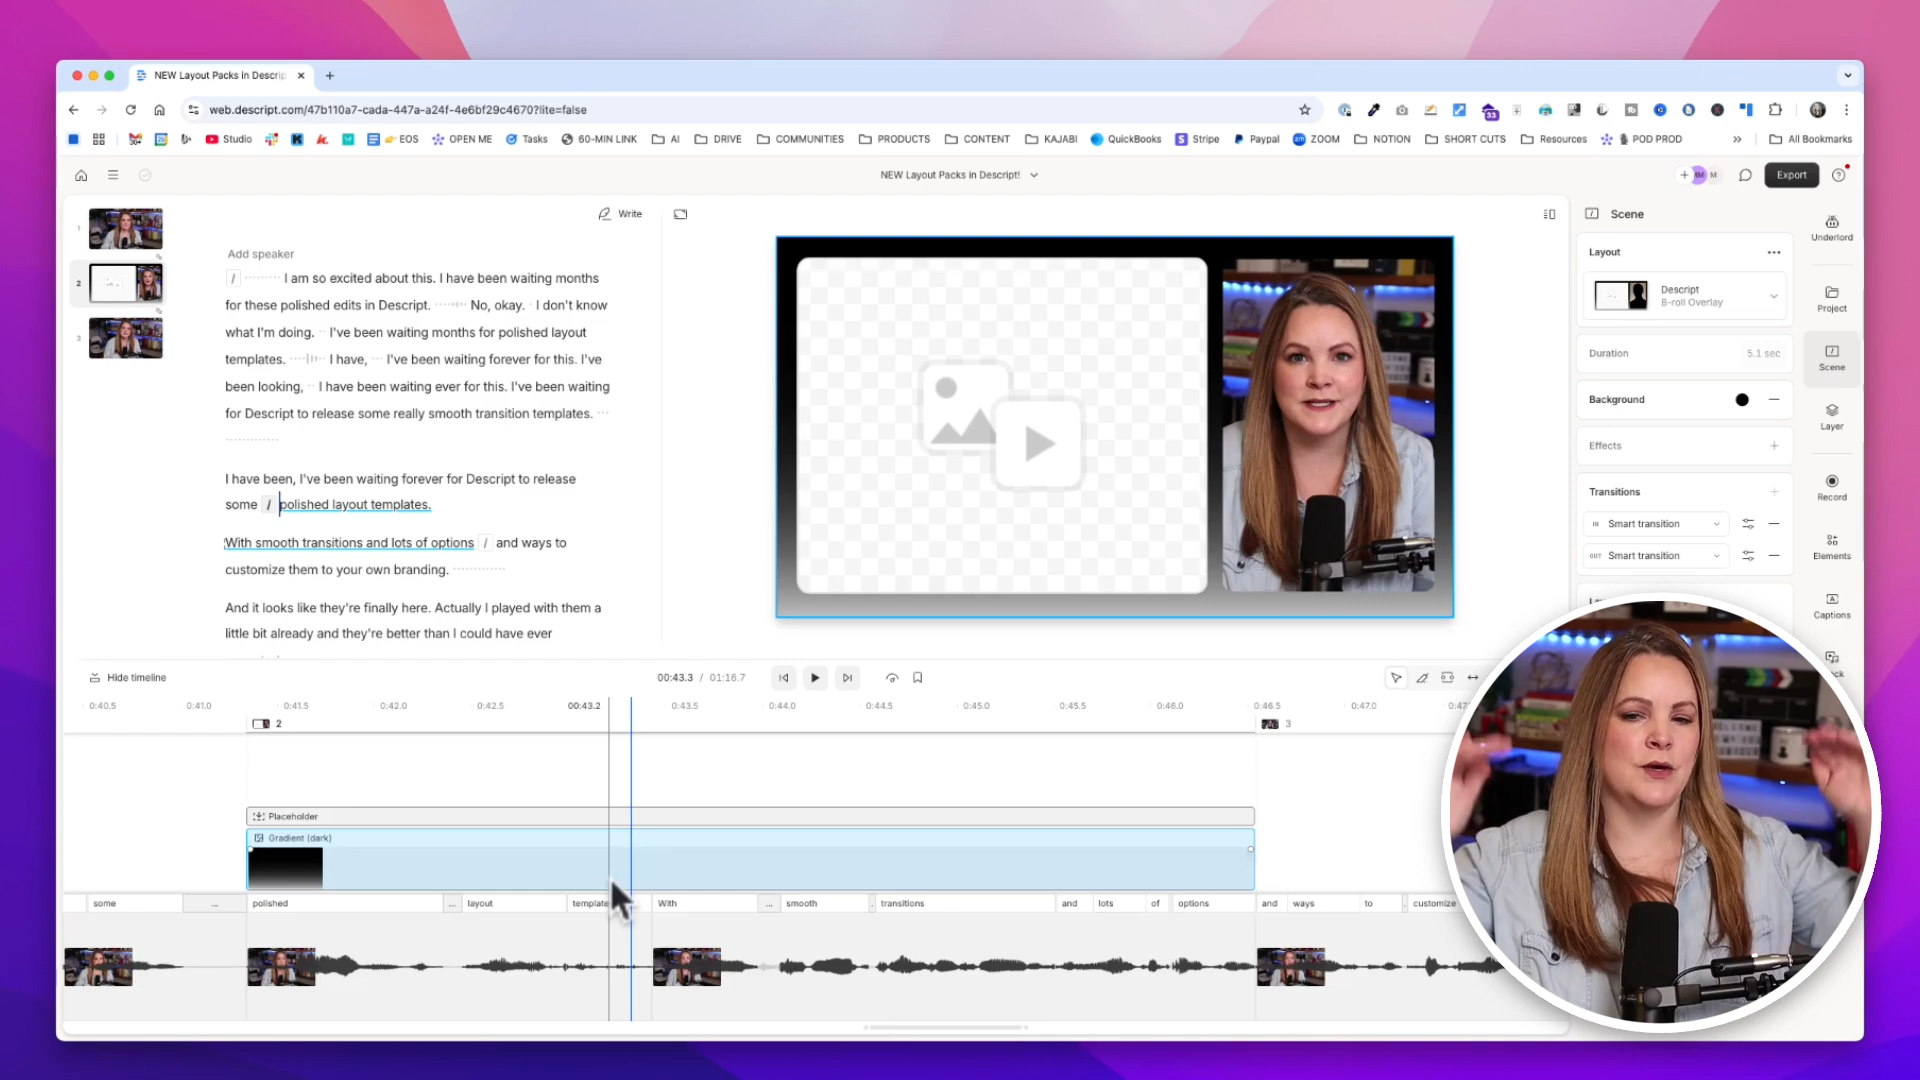 NEW Layout Packs in Descrip
web.descript.com/47b110a7-cada-447a-a24f-4e6bf29c4670?lite=false
33
Studio
EOS
OPEN ME
Tasks
60-MIN LINK
AI
DRIVE
COMMUNITIES
PRODUCTS
CONTENT
KAJABI
QuickBooks
Stripe
Paypal
ZOOM
NOTION
SHORT CUTS
Resources
POD PROD
All Bookmarks
NEW Layout Packs in Descript!
M
Export
1
2
3
Write
Add speaker
/ I am so excited about this. I have been waiting months
for these polished edits in Descript. No, okay. I don't know
what I'm doing. I've been waiting months for polished layout
templates. I have, I've been waiting forever for this. I've
been looking, I have been waiting ever for this. I've been waiting
for Descript to release some really smooth transition templates.
I have been, I've been waiting forever for Descript to release
some / polished layout templates.
With smooth transitions and lots of options / and ways to
customize them to your own branding.
And it looks like they're finally here. Actually I played with them a
little bit already and they're better than I could have ever
Scene
Layout
Descript
B-roll Overlay
Duration 5.1 sec
Background
Effects
Transitions
IN Smart transition
OUT Smart transition
Underlord
Project
Scene
Layer
Record
Elements
Captions
Hide timeline
00:43.3 / 01:16.7
0:40.5 0:41.0 0:41.5 0:42.0 0:42.5 00:43.2 0:43.5 0:44.0 0:44.5 0:45.0 0:45.5 0:46.0 0:46.5 0:47.0
2
3
Placeholder
Gradient (dark)
some ... polished ... layout template With ... smooth . transitions and lots of options and ways to . customize